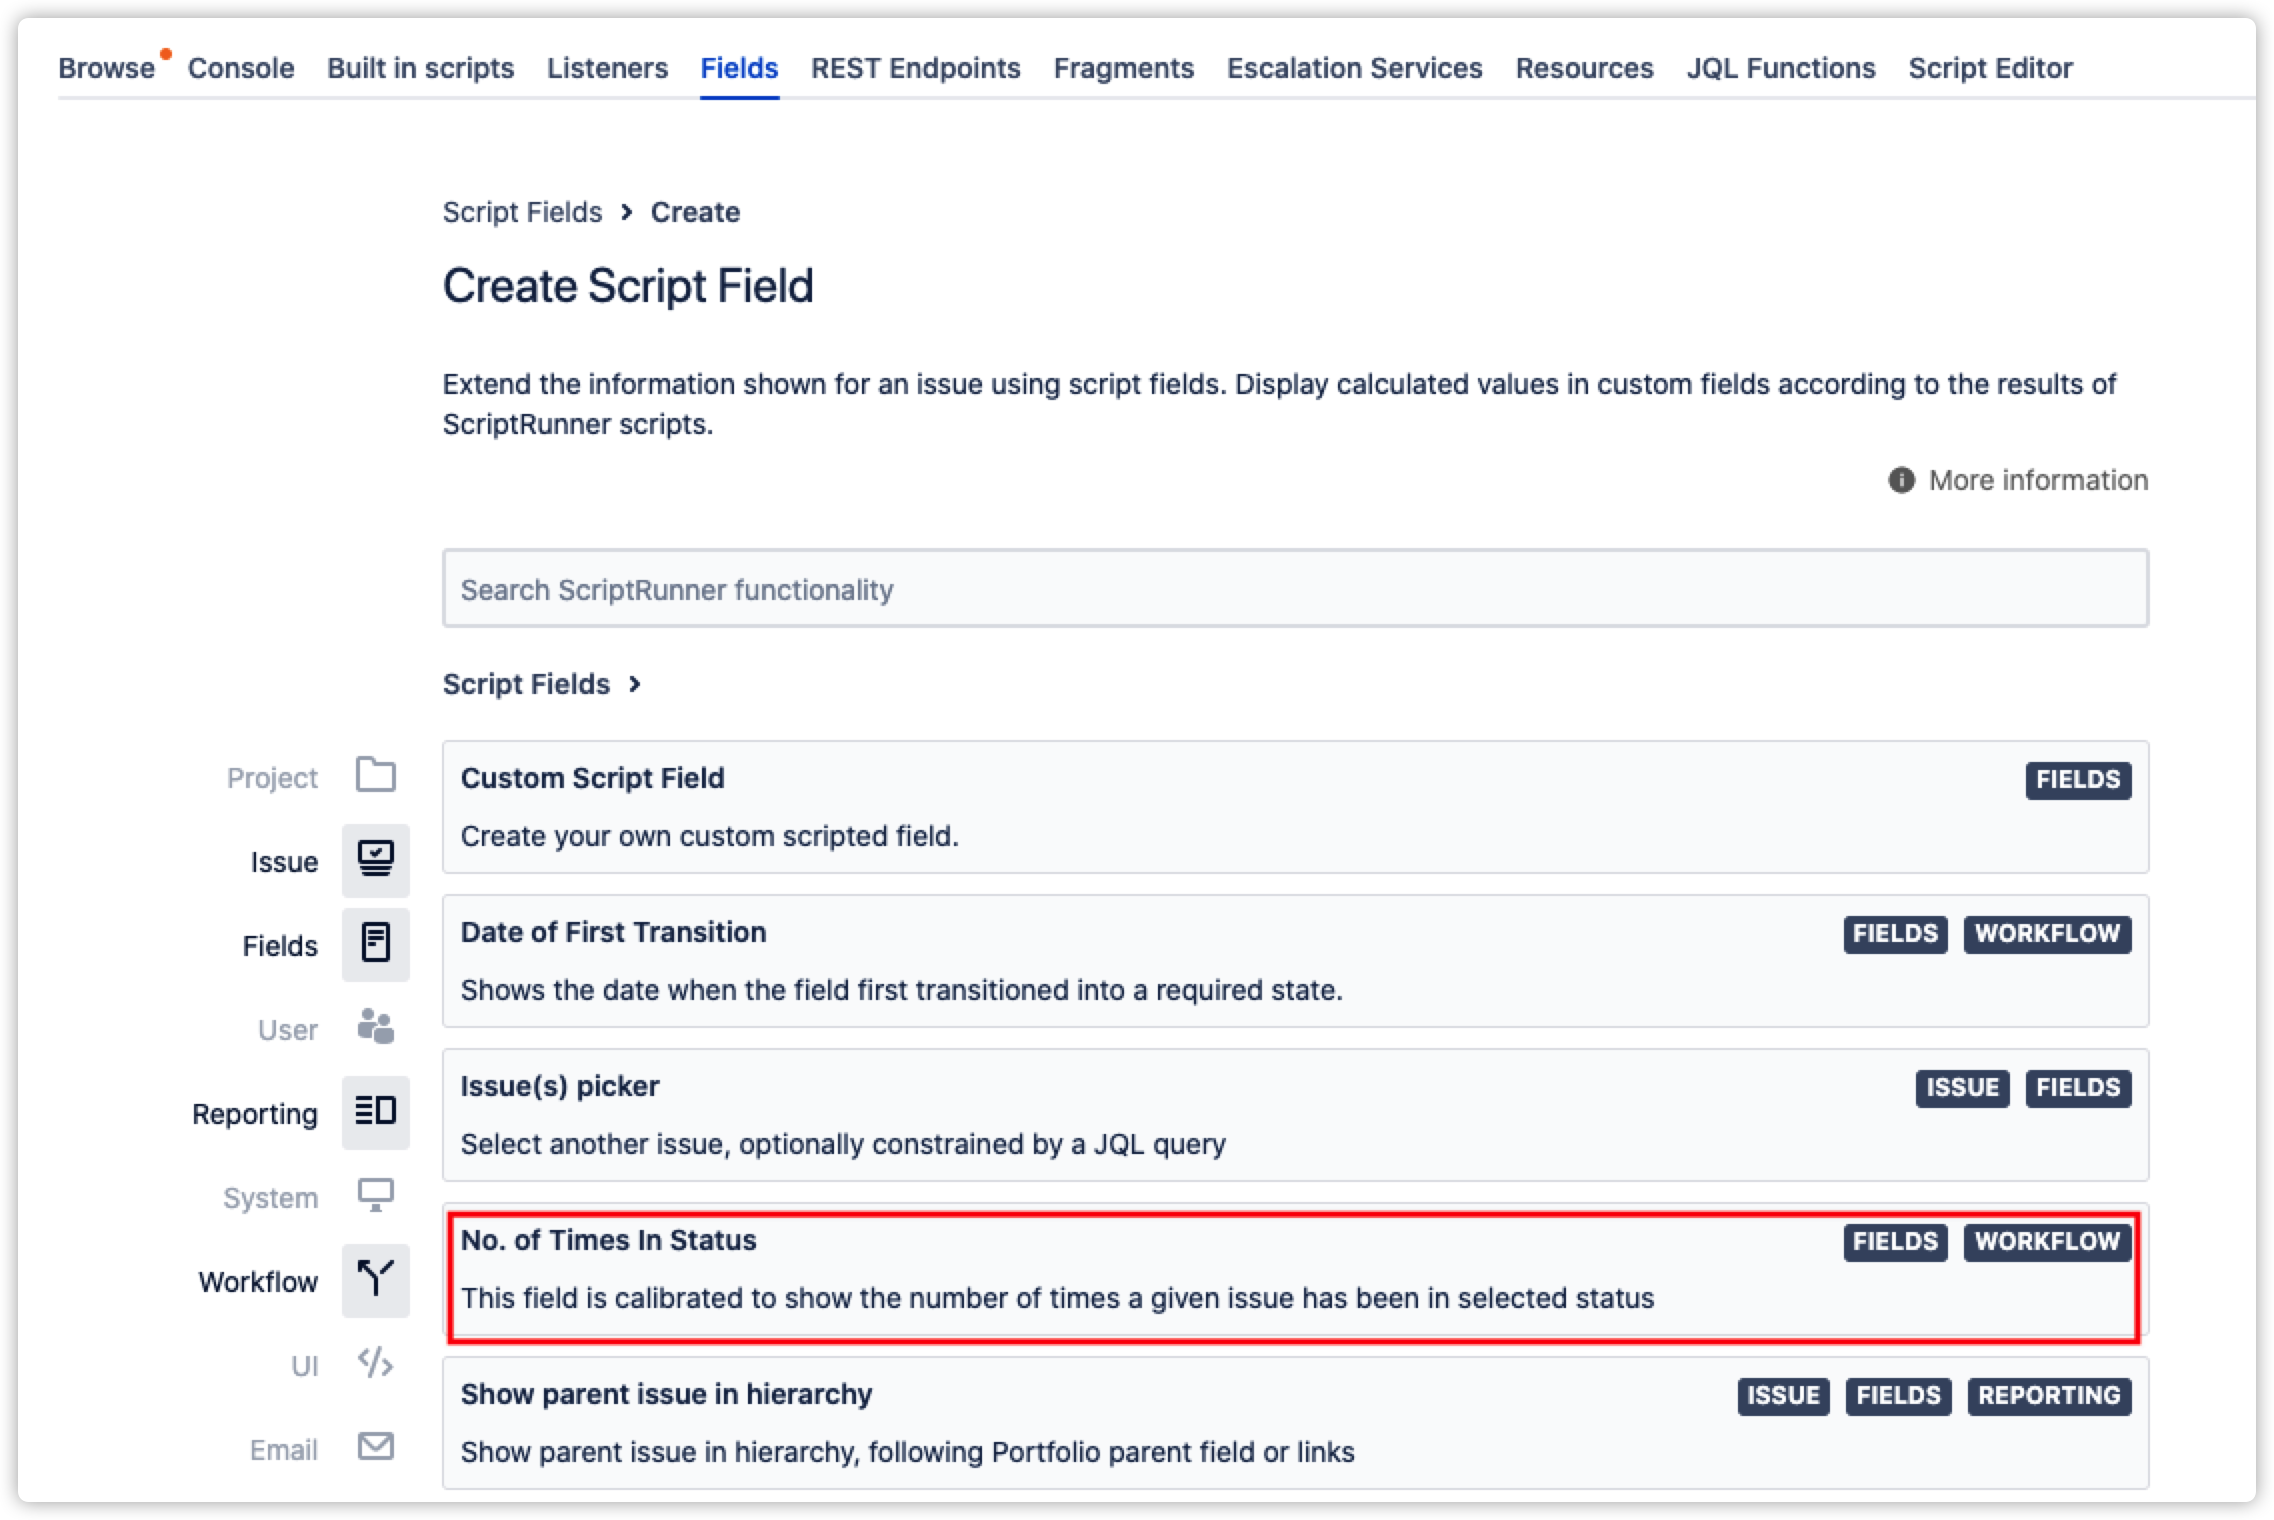 Browse Console Built in scripts Listeners Fields REST Endpoints Fragments Escalation Services Resources JQL Functions Script Editor
Script Fields > Create
Create Script Field
Extend the information shown for an issue using script fields. Display calculated values in custom fields according to the results of
ScriptRunner scripts.
More information
Search ScriptRunner functionality
Script Fields >
Project
Issue
Fields
User
Reporting
System
Workflow
UI
Email
Custom Script Field FIELDS
Create your own custom scripted field.
Date of First Transition FIELDS WORKFLOW
Shows the date when the field first transitioned into a required state.
Issue(s) picker ISSUE FIELDS
Select another issue, optionally constrained by a JQL query
No. of Times In Status FIELDS WORKFLOW
This field is calibrated to show the number of times a given issue has been in selected status
Show parent issue in hierarchy ISSUE FIELDS REPORTING
Show parent issue in hierarchy, following Portfolio parent field or links